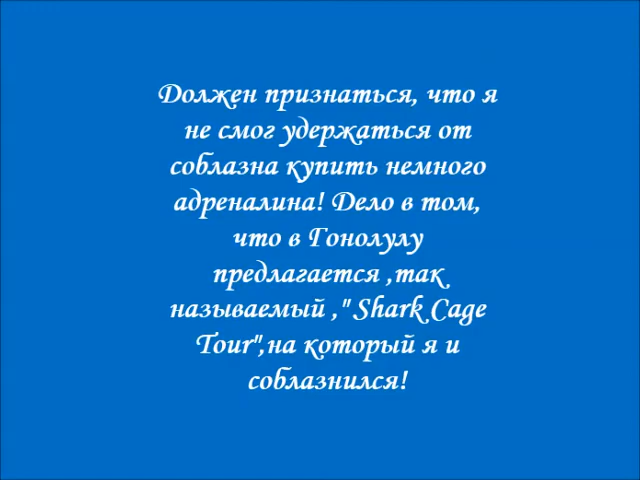 Должен признаться, что я
не смог удержаться от
соблазна купить немного
адреналина! Дело в том,
что в Гонолулу
предлагается ,так
называемый ," Shark Cage
Tour",на который я и
соблазнился!